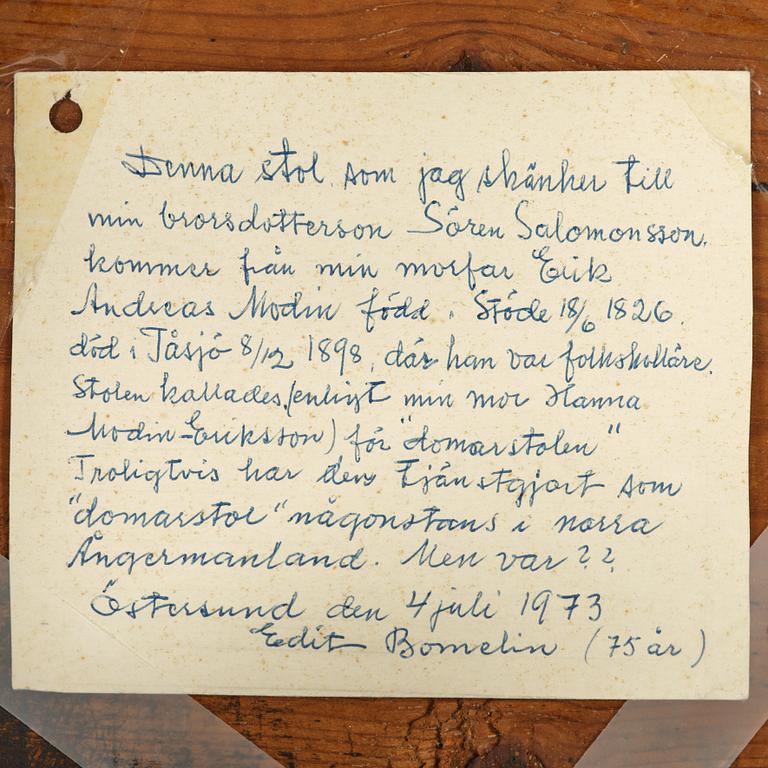 Denna stol som jag skänker till
min brorsdotterson Sören Salomonsson,
kommer från min morfar Erik
Andreas Modin född i Stöde 18/6 1826.
död i Tåsjö 8/12 1898, där han var folkskolläre.
Stolen kallades (enligt min mor Hanna
Modin-Eriksson) för "domarstolen"
Troligtvis har den tjänstgjort som
"domarstol" någonstans i norra
Ångermanland. Men var ??
Östersund den 4 juli 1973
Edit Bomelin (75 år)